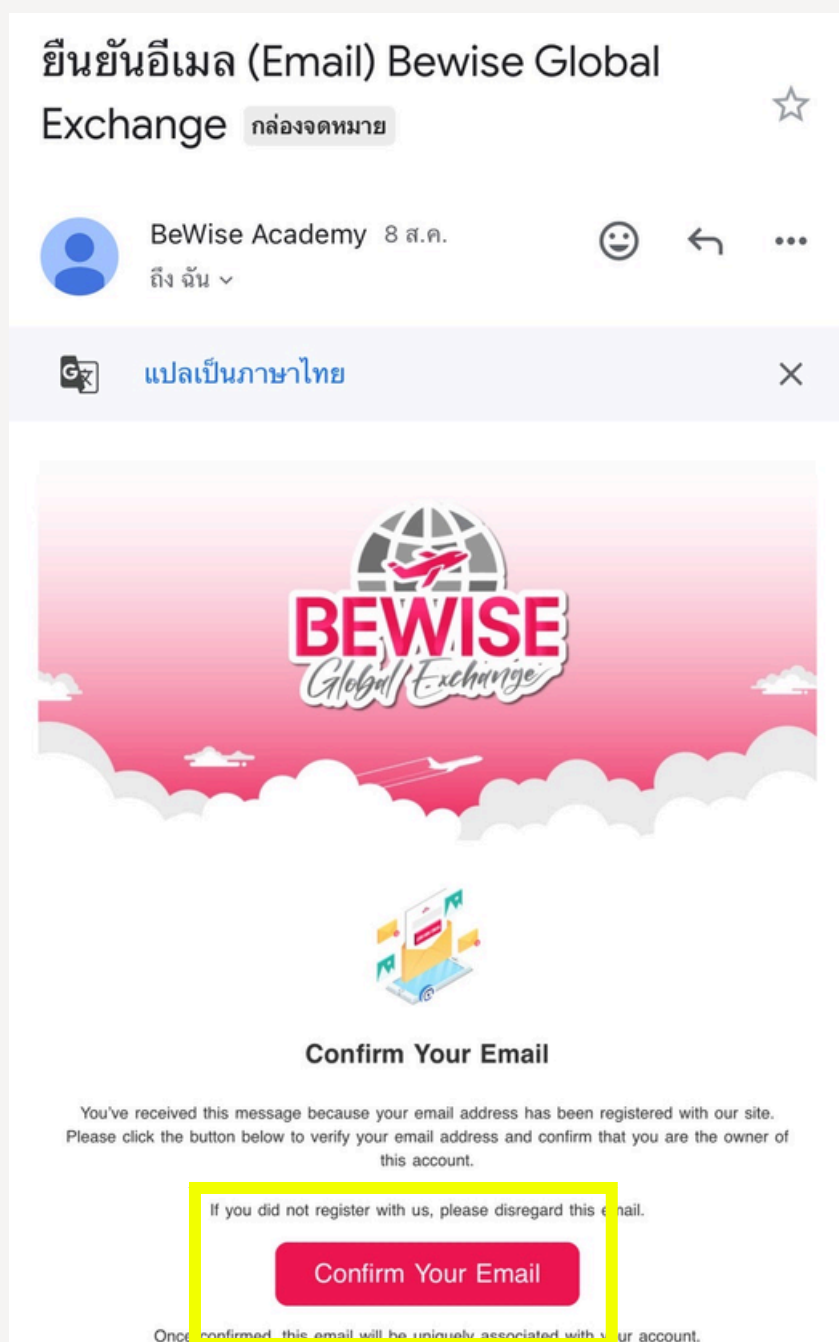 ยืนยันอีเมล (Email) Bewise Global
Exchange กล่องจดหมาย
BeWise Academy 8 ส.ค.
ถึง ฉัน
แปลเป็นภาษาไทย
BEWISE
Global Exchange
Confirm Your Email
You've received this message because your email address has been registered with our site.
Please click the button below to verify your email address and confirm that you are the owner of
this account.
If you did not register with us, please disregard this email.
Confirm Your Email
Once confirmed, this email will be uniquely associated with your account.